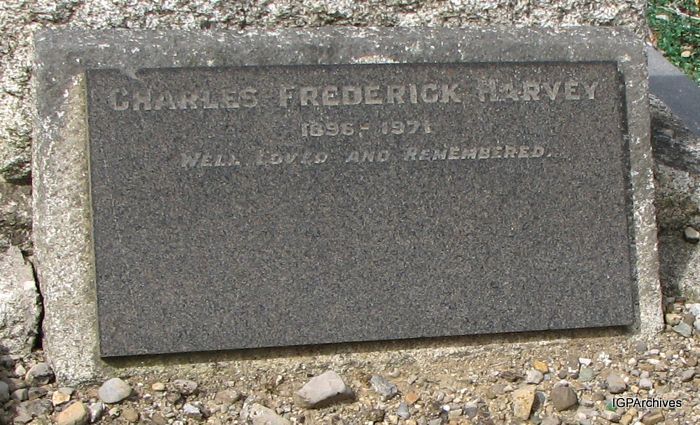 CHARLES FREDERICK HARVEY
1896 - 1971
WELL LOVED AND REMEMBERED.
IGPArchives